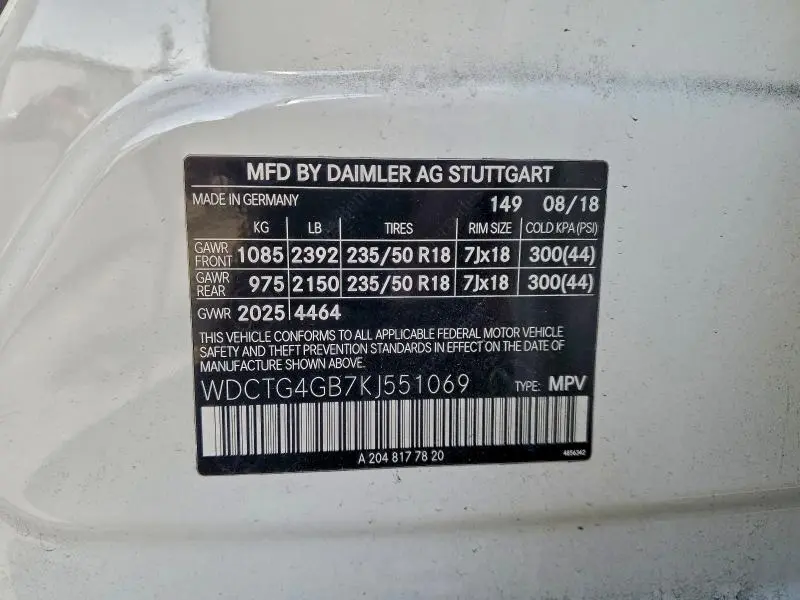 MFD BY DAIMLER AG STUTTGART
MADE IN GERMANY 149 08/18
KG LB TIRES RIM SIZE COLD KPA (PSI)
GAWR FRONT 1085 2392 235/50 R18 7Jx18 300(44)
GAWR REAR 975 2150 235/50 R18 7Jx18 300(44)
GVWR 2025 4464
THIS VEHICLE CONFORMS TO ALL APPLICABLE FEDERAL MOTOR VEHICLE
SAFETY AND THEFT PREVENTION STANDARDS IN EFFECT ON THE DATE OF
MANUFACTURE SHOWN ABOVE.
WDCTG4GB7KJ551069 TYPE: MPV
A 204 817 78 20 4856342